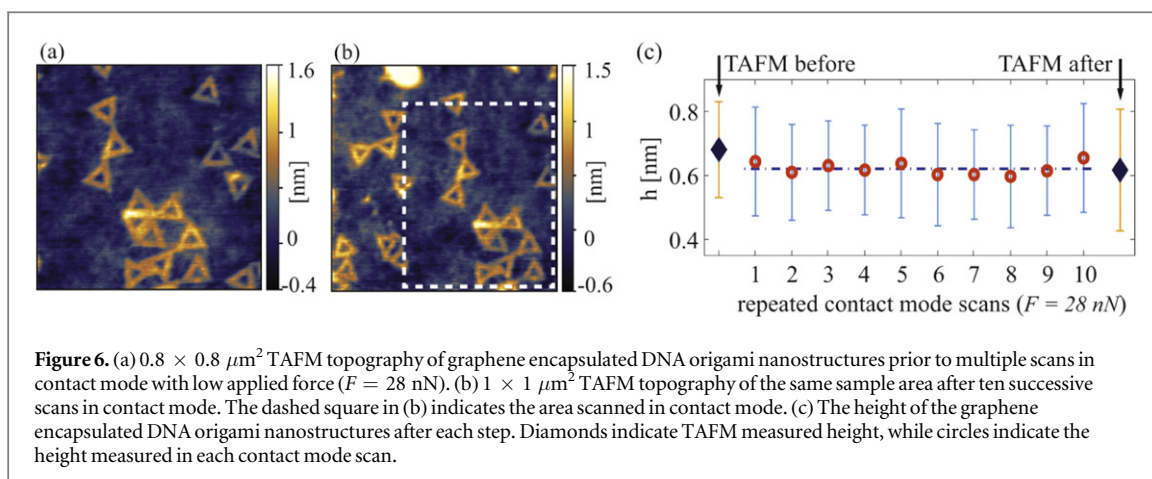 (a)
1.6
1
[nm]
0
-0.4
(b)
1.5
1
[nm]
0
-0.6
(c)
TAFM before
TAFM after
0.8
0.6
0.4
h [nm]
1 2 3 4 5 6 7 8 9 10
repeated contact mode scans (F = 28 nN)
Figure 6. (a) 0.8 × 0.8 μm² TAFM topography of graphene encapsulated DNA origami nanostructures prior to multiple scans in
contact mode with low applied force (F = 28 nN). (b) 1 × 1 μm² TAFM topography of the same sample area after ten successive
scans in contact mode. The dashed square in (b) indicates the area scanned in contact mode. (c) The height of the graphene
encapsulated DNA origami nanostructures after each step. Diamonds indicate TAFM measured height, while circles indicate the
height measured in each contact mode scan.